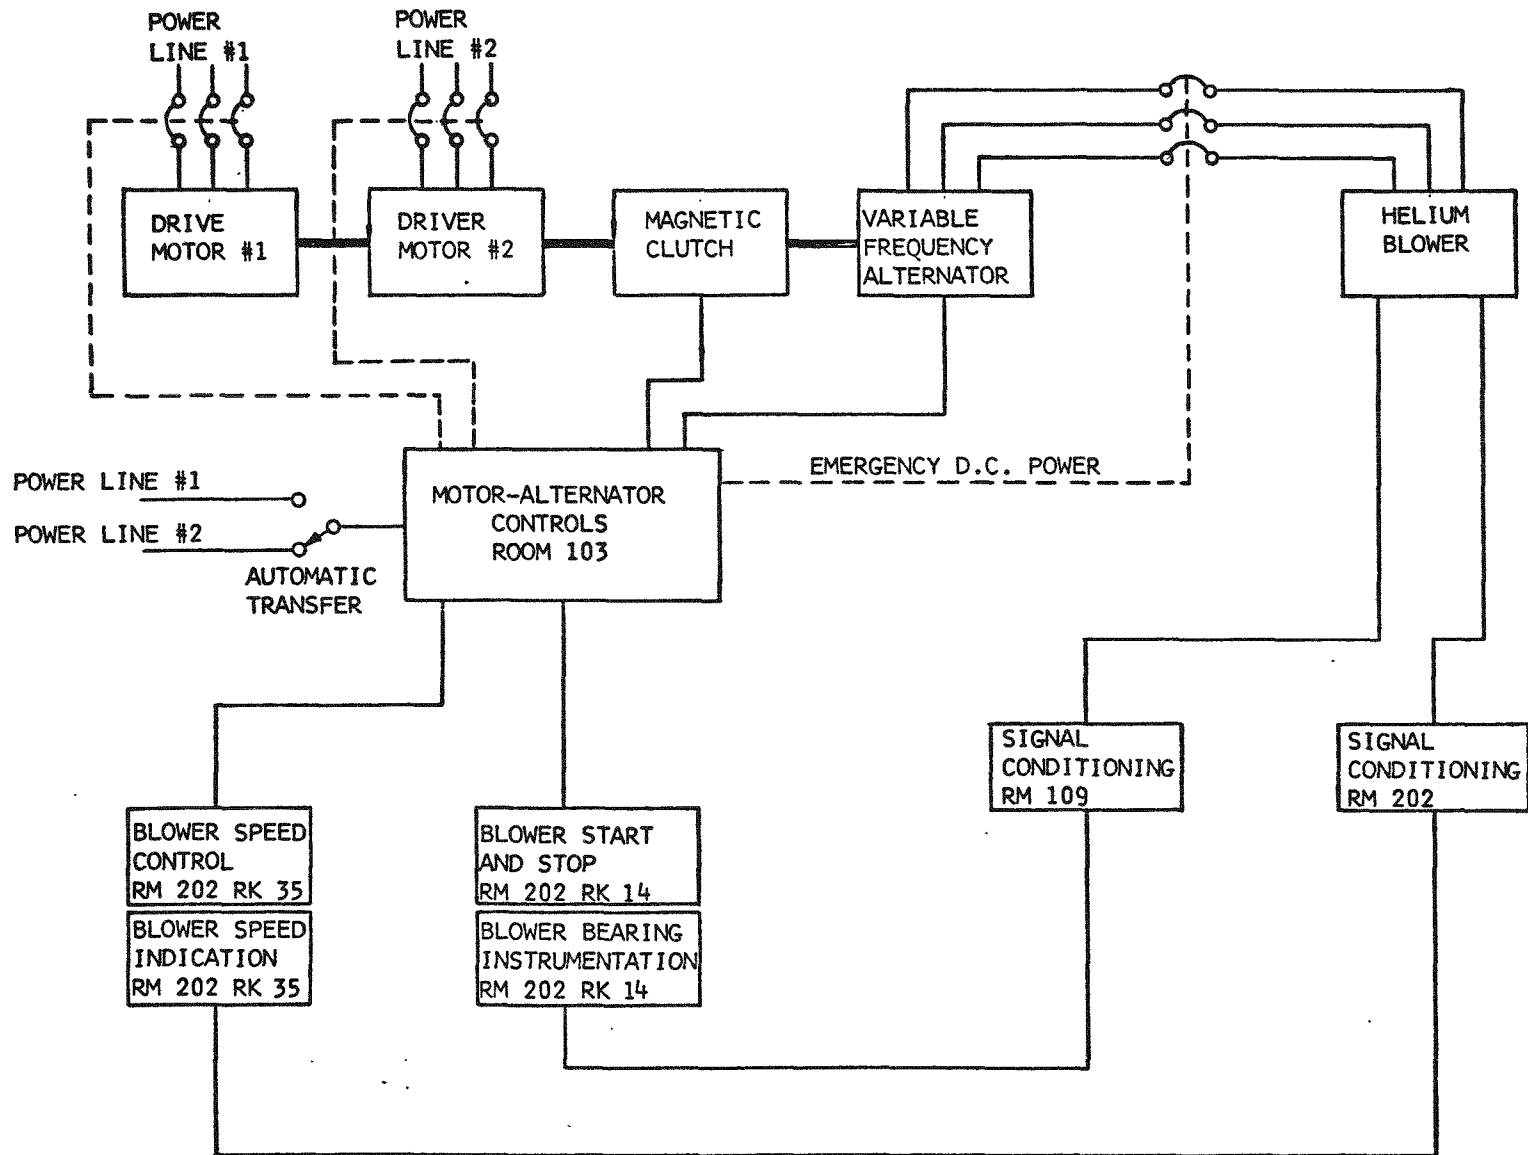 POWER
LINE #1
POWER
LINE #2
DRIVE
MOTOR #1
DRIVER
MOTOR #2
MAGNETIC
CLUTCH
VARIABLE
FREQUENCY
ALTERNATOR
HELIUM
BLOWER
EMERGENCY D.C. POWER
POWER LINE #1
POWER LINE #2
AUTOMATIC
TRANSFER
MOTOR-ALTERNATOR
CONTROLS
ROOM 103
SIGNAL
CONDITIONING
RM 109
SIGNAL
CONDITIONING
RM 202
BLOWER SPEED
CONTROL
RM 202 RK 35
BLOWER SPEED
INDICATION
RM 202 RK 35
BLOWER START
AND STOP
RM 202 RK 14
BLOWER BEARING
INSTRUMENTATION
RM 202 RK 14